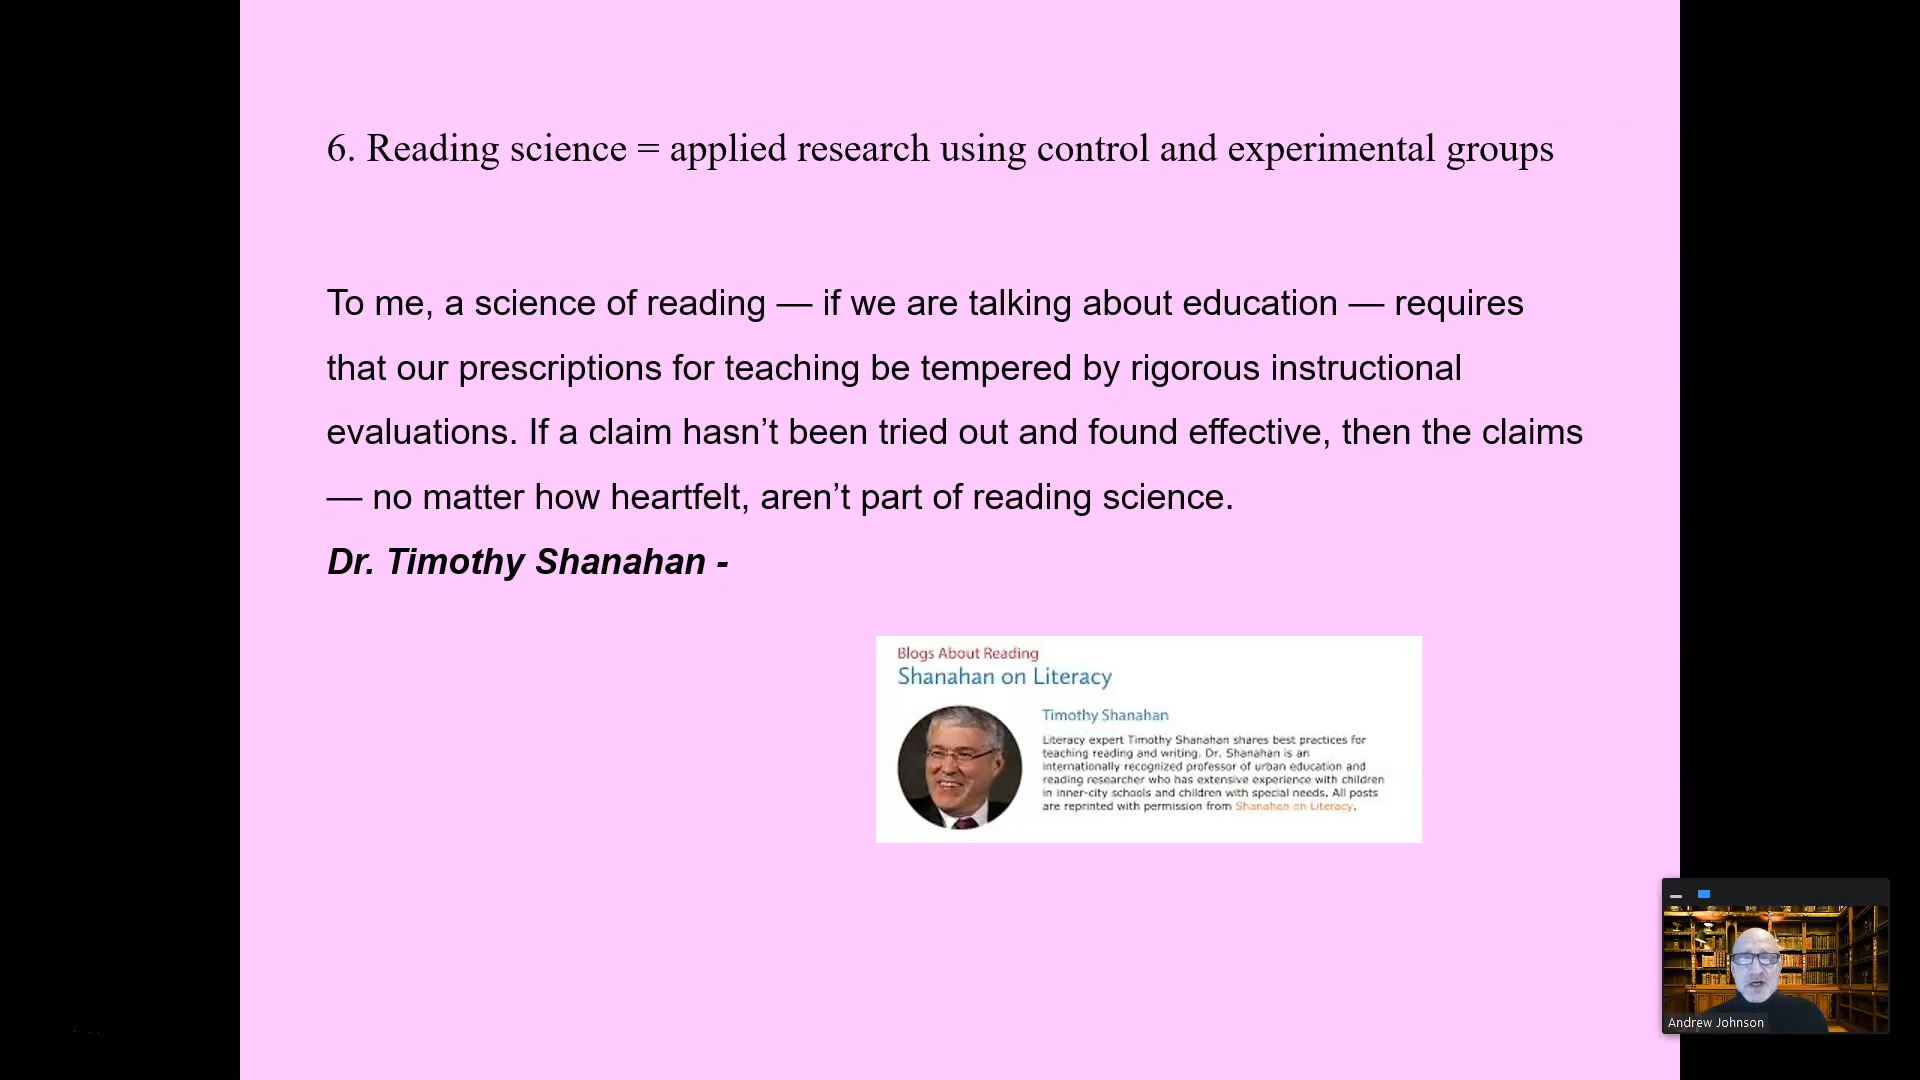 6. Reading science = applied research using control and experimental groups
To me, a science of reading — if we are talking about education — requires
that our prescriptions for teaching be tempered by rigorous instructional
evaluations. If a claim hasn’t been tried out and found effective, then the claims
— no matter how heartfelt, aren’t part of reading science.
Dr. Timothy Shanahan -
Blogs About Reading
Shanahan on Literacy
Timothy Shanahan
Literacy expert Timothy Shanahan shares best practices for
teaching reading and writing. Dr. Shanahan is an
internationally recognized professor of urban education and
reading researcher who has extensive experience with children
in inner-city schools and children with special needs. All posts
are reprinted with permission from Shanahan on Literacy.
Andrew Johnson